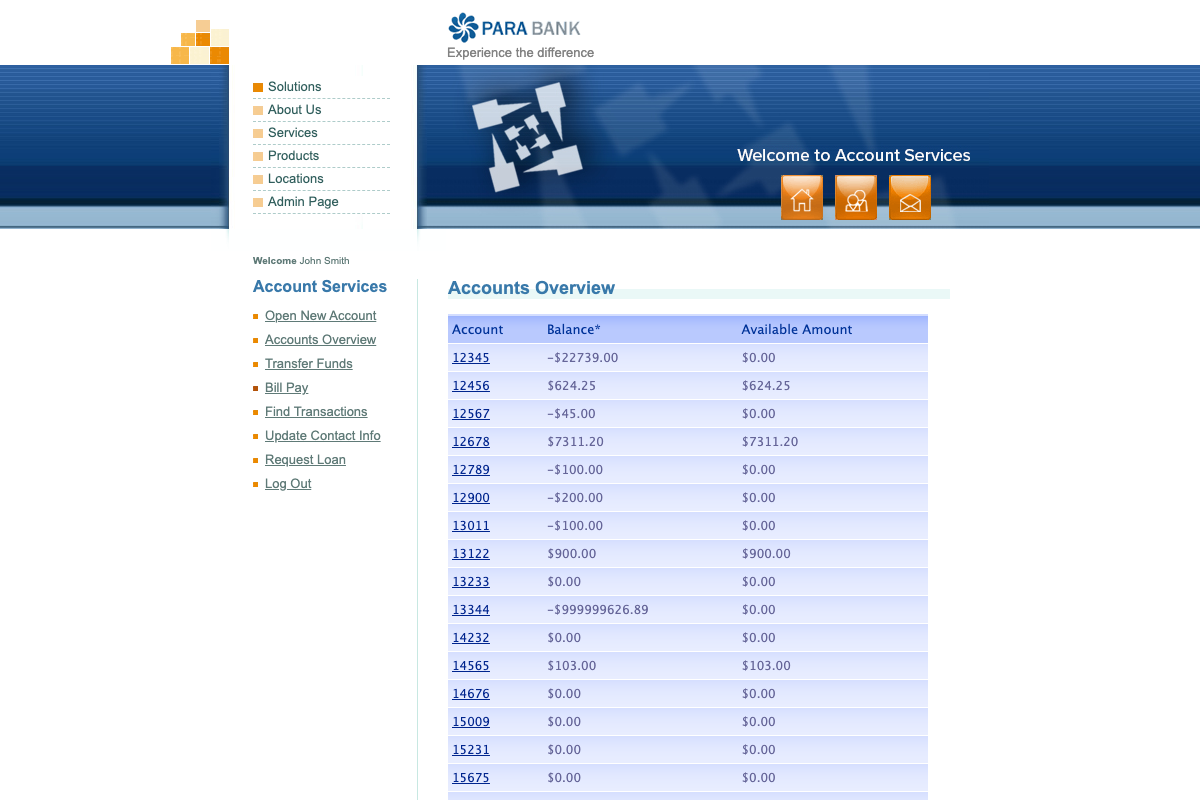 PARA BANK
Experience the difference
Solutions
About Us
Services
Products
Locations
Admin Page
Welcome to Account Services
Welcome John Smith
Account Services
Open New Account
Accounts Overview
Transfer Funds
Bill Pay
Find Transactions
Update Contact Info
Request Loan
Log Out
Accounts Overview
Account Balance* Available Amount
12345 -$22739.00 $0.00
12456 $624.25 $624.25
12567 -$45.00 $0.00
12678 $7311.20 $7311.20
12789 -$100.00 $0.00
12900 -$200.00 $0.00
13011 -$100.00 $0.00
13122 $900.00 $900.00
13233 $0.00 $0.00
13344 -$999999626.89 $0.00
14232 $0.00 $0.00
14565 $103.00 $103.00
14676 $0.00 $0.00
15009 $0.00 $0.00
15231 $0.00 $0.00
15675 $0.00 $0.00